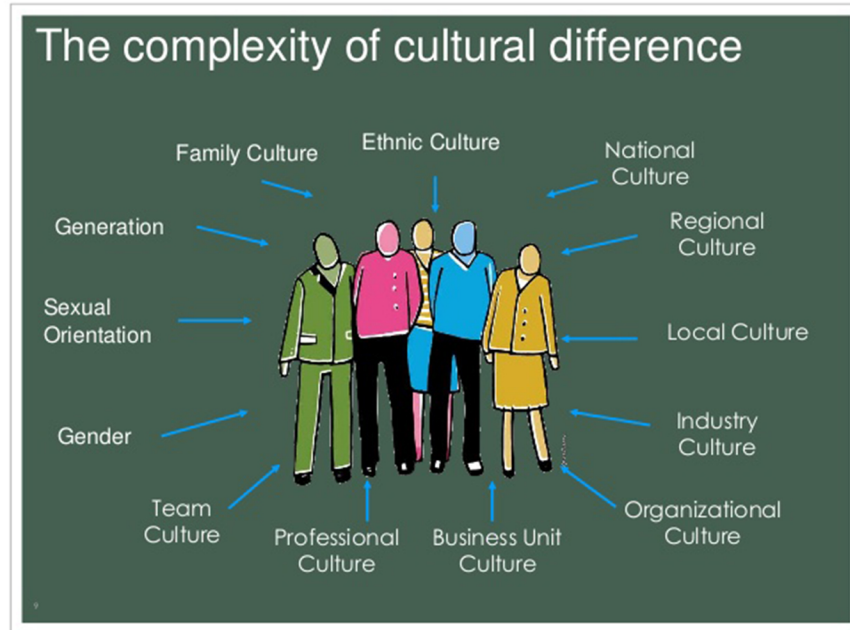 The complexity of cultural difference
Family Culture
Ethnic Culture
National
Culture
Generation
Regional
Culture
Sexual
Orientation
Local Culture
Gender
Industry
Culture
Team
Culture
Professional
Culture
Business Unit
Culture
Organizational
Culture
9